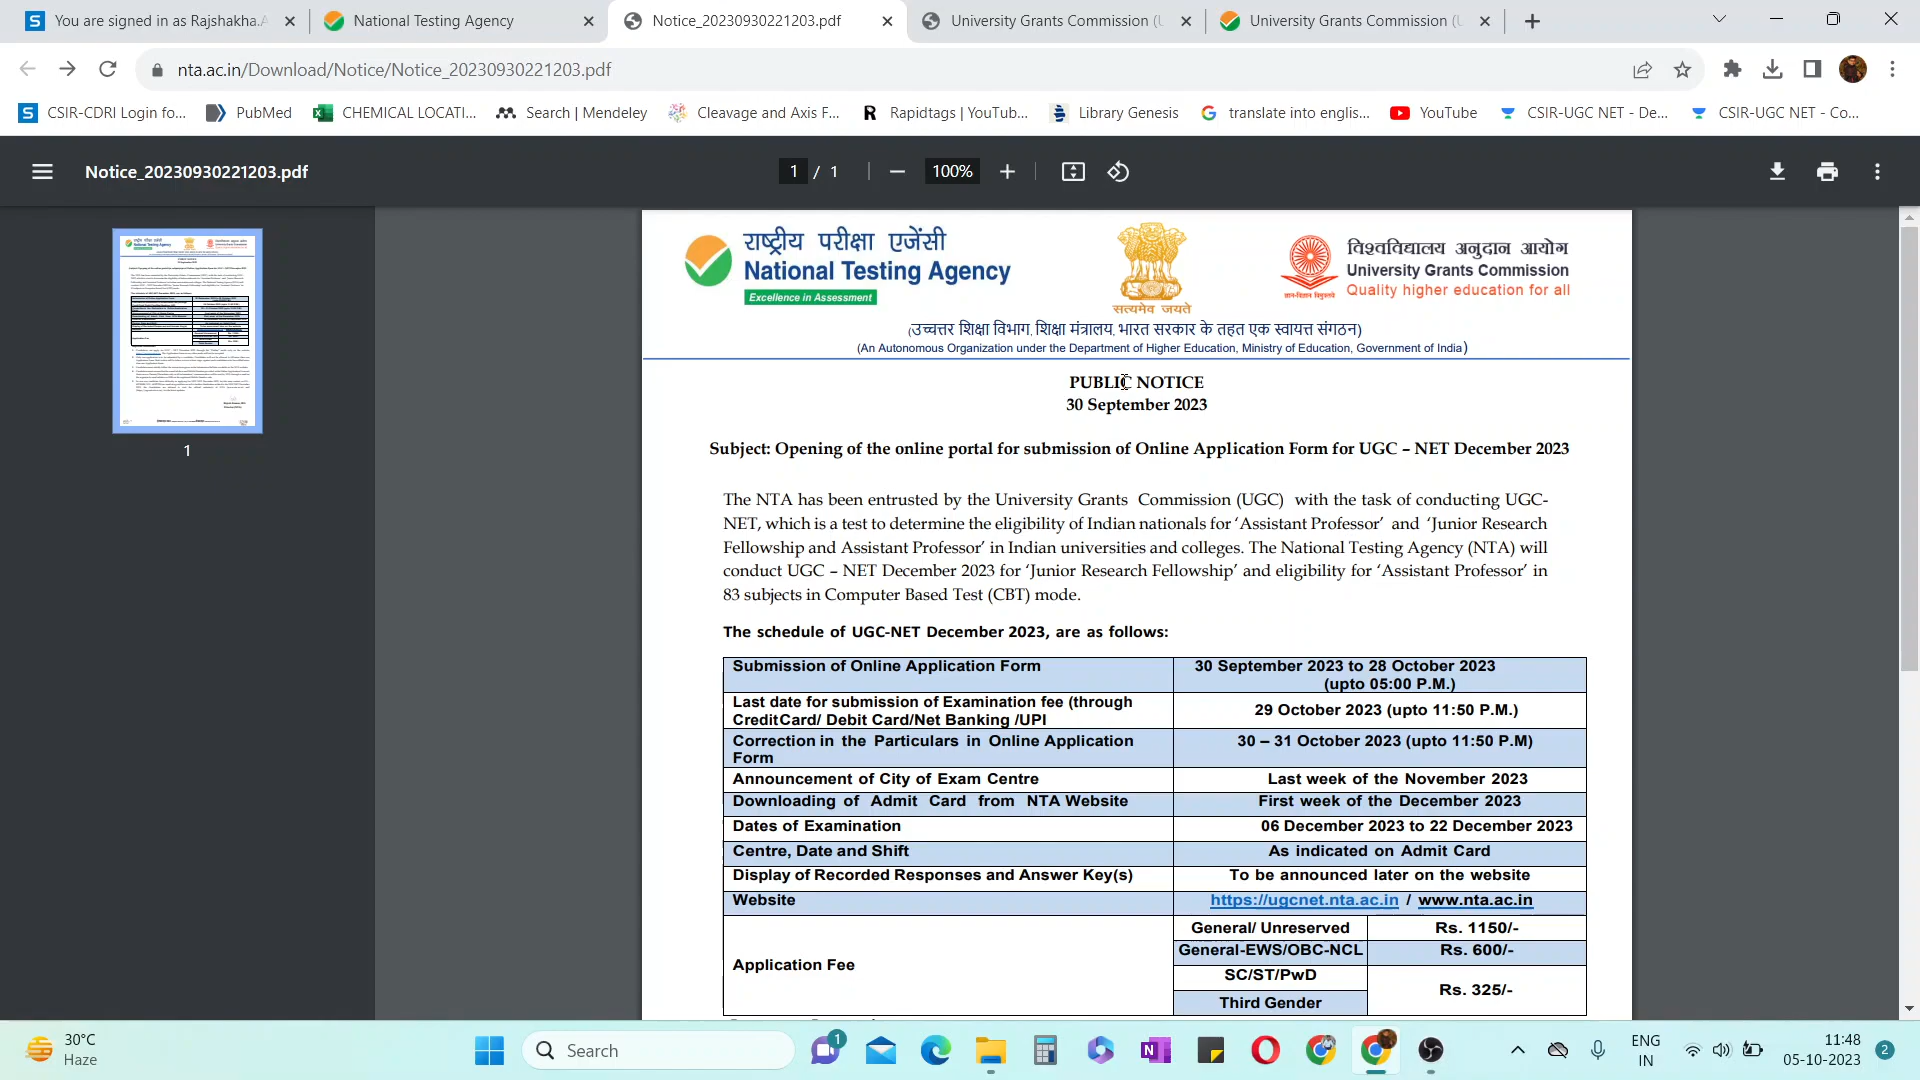 You are signed in as Rajshakha.A
National Testing Agency
Notice_20230930221203.pdf
University Grants Commission (U
University Grants Commission (U
nta.ac.in/Download/Notice/Notice_20230930221203.pdf
CSIR-CDRI Login fo...
PubMed
CHEMICAL LOCATI...
Search | Mendeley
Cleavage and Axis F...
Rapidtags | YouTub...
Library Genesis
translate into englis...
YouTube
CSIR-UGC NET - De...
CSIR-UGC NET - Co...
Notice_20230930221203.pdf
1 / 1
100%
1
राष्ट्रीय परीक्षा एजेंसी
National Testing Agency
Excellence in Assessment
सत्यमेव जयते
ज्ञान-विज्ञान विमुक्तये
विश्वविद्यालय अनुदान आयोग
University Grants Commission
Quality higher education for all
(उच्चत्तर शिक्षा विभाग, शिक्षा मंत्रालय, भारत सरकार के तहत एक स्वायत्त संगठन)
(An Autonomous Organization under the Department of Higher Education, Ministry of Education, Government of India)
PUBLIC NOTICE
30 September 2023
Subject: Opening of the online portal for submission of Online Application Form for UGC – NET December 2023
The NTA has been entrusted by the University Grants Commission (UGC) with the task of conducting UGC-
NET, which is a test to determine the eligibility of Indian nationals for ‘Assistant Professor’ and ‘Junior Research
Fellowship and Assistant Professor’ in Indian universities and colleges. The National Testing Agency (NTA) will
conduct UGC – NET December 2023 for ‘Junior Research Fellowship’ and eligibility for ‘Assistant Professor’ in
83 subjects in Computer Based Test (CBT) mode.
The schedule of UGC-NET December 2023, are as follows:
Submission of Online Application Form
30 September 2023 to 28 October 2023
(upto 05:00 P.M.)
Last date for submission of Examination fee (through
CreditCard/ Debit Card/Net Banking /UPI
29 October 2023 (upto 11:50 P.M.)
Correction in the Particulars in Online Application
Form
30 – 31 October 2023 (upto 11:50 P.M)
Announcement of City of Exam Centre
Last week of the November 2023
Downloading of Admit Card from NTA Website
First week of the December 2023
Dates of Examination
06 December 2023 to 22 December 2023
Centre, Date and Shift
As indicated on Admit Card
Display of Recorded Responses and Answer Key(s)
To be announced later on the website
Website
https://ugcnet.nta.ac.in / www.nta.ac.in
Application Fee
General/ Unreserved
Rs. 1150/-
General-EWS/OBC-NCL
Rs. 600/-
SC/ST/PwD
Third Gender
Rs. 325/-
30°C
Haze
Search
1
ENG
IN
11:48
05-10-2023
2